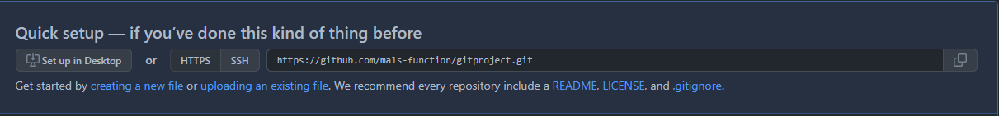 Quick setup — if you’ve done this kind of thing before
Set up in Desktop or HTTPS SSH https://github.com/mals-function/gitproject.git
Get started by creating a new file or uploading an existing file. We recommend every repository include a README, LICENSE, and .gitignore.